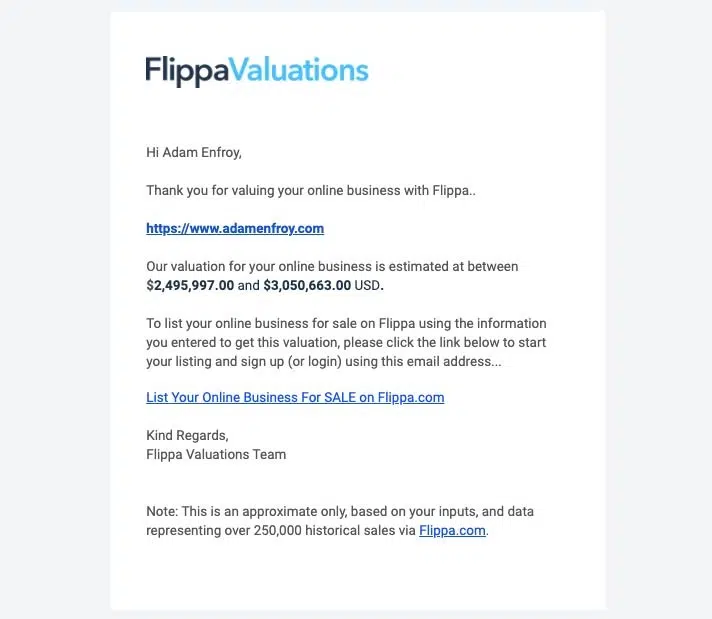 FlippaValuations
Hi Adam Enfroy,
Thank you for valuing your online business with Flippa..
https://www.adamenfroy.com
Our valuation for your online business is estimated at between
$2,495,997.00 and $3,050,663.00 USD.
To list your online business for sale on Flippa using the information
you entered to get this valuation, please click the link below to start
your listing and sign up (or login) using this email address...
List Your Online Business For SALE on Flippa.com
Kind Regards,
Flippa Valuations Team
Note: This is an approximate only, based on your inputs, and data
representing over 250,000 historical sales via Flippa.com.